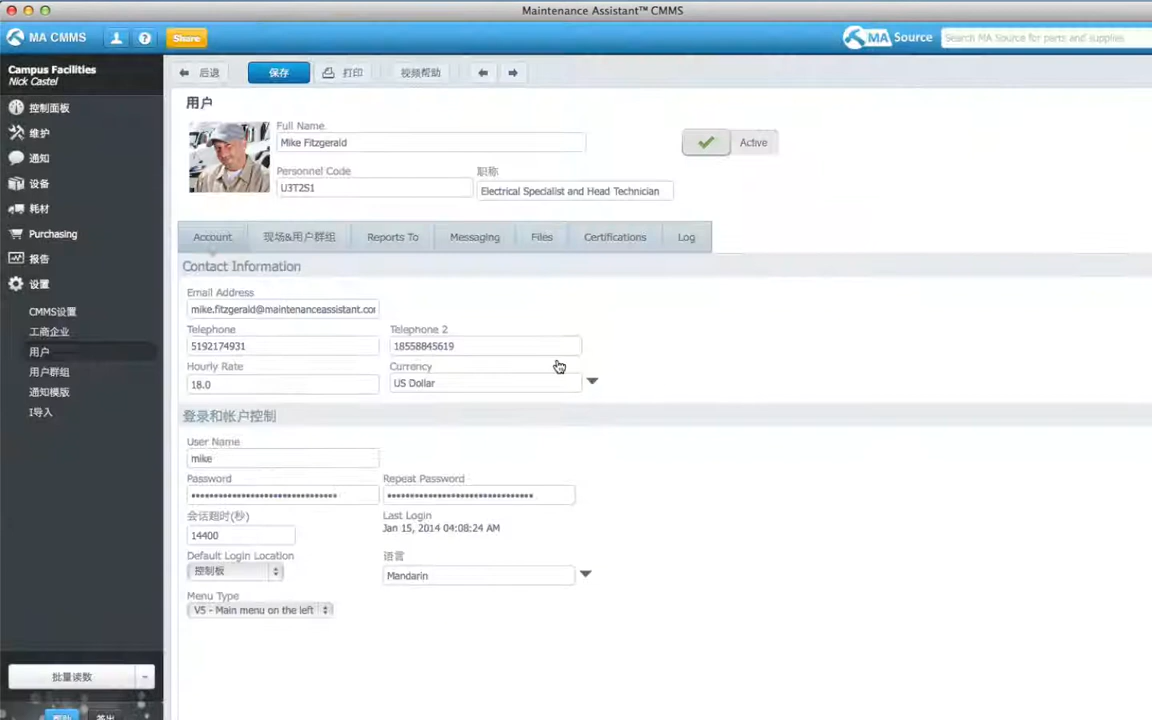 Maintenance Assistant™ CMMS
MA CMMS
?
Share
MA Source
Search MA Source for parts and supplies
Campus Facilities
Nick Castel
控制面板
维护
通知
设备
耗材
Purchasing
报告
设置
CMMS设置
工商企业
用户
用户群组
通知模版
I导入
批量读数
帮助
签出
后退
保存
打印
视频帮助
用户
Full Name
Mike Fitzgerald
Active
Personnel Code
职称
U3T2S1
Electrical Specialist and Head Technician
Account
现场&用户群组
Reports To
Messaging
Files
Certifications
Log
Contact Information
Email Address
mike.fitzgerald@maintenanceassistant.cor
Telephone
Telephone 2
5192174931
18558845619
Hourly Rate
Currency
18.0
US Dollar
登录和帐户控制
User Name
mike
Password
Repeat Password
会话超时(秒)
Last Login
14400
Jan 15, 2014 04:08:24 AM
Default Login Location
语言
控制板
Mandarin
Menu Type
V5 - Main menu on the left